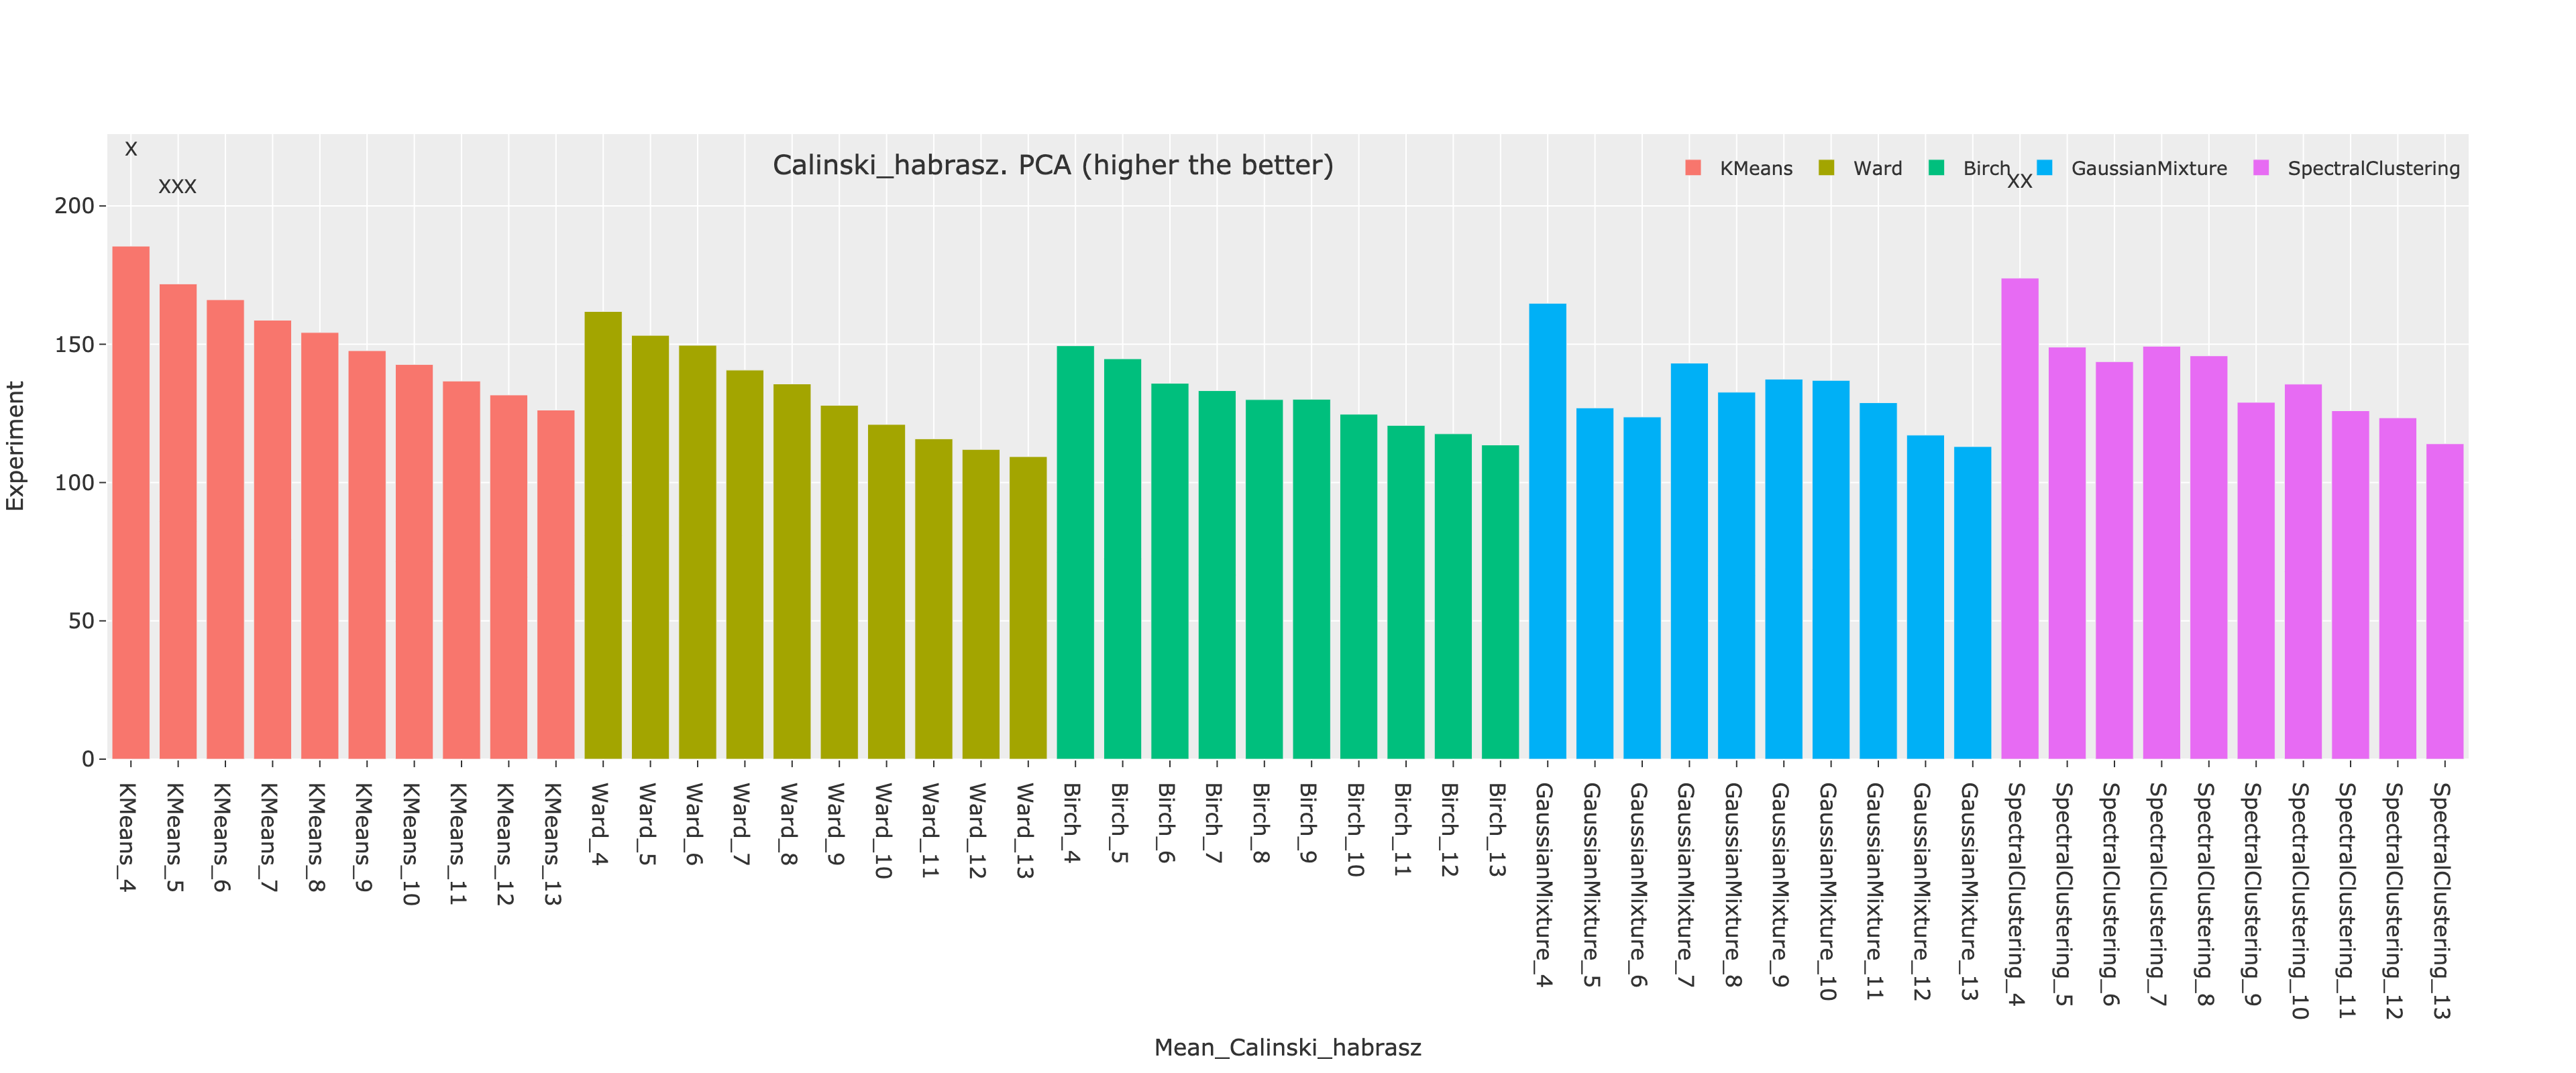 X
XXX
Calinski_habrasz. PCA (higher the better)
KMeans
Ward
Birch
GaussianMixture
SpectralClustering
XX
200
150
100
50
0
Experiment
KMeans_4
KMeans_5
KMeans_6
KMeans_7
KMeans_8
KMeans_9
KMeans_10
KMeans_11
KMeans_12
KMeans_13
Ward_4
Ward_5
Ward_6
Ward_7
Ward_8
Ward_9
Ward_10
Ward_11
Ward_12
Ward_13
Birch_4
Birch_5
Birch_6
Birch_7
Birch_8
Birch_9
Birch_10
Birch_11
Birch_12
Birch_13
GaussianMixture_4
GaussianMixture_5
GaussianMixture_6
GaussianMixture_7
GaussianMixture_8
GaussianMixture_9
GaussianMixture_10
GaussianMixture_11
GaussianMixture_12
GaussianMixture_13
SpectralClustering_4
SpectralClustering_5
SpectralClustering_6
SpectralClustering_7
SpectralClustering_8
SpectralClustering_9
SpectralClustering_10
SpectralClustering_11
SpectralClustering_12
SpectralClustering_13
Mean_Calinski_habrasz